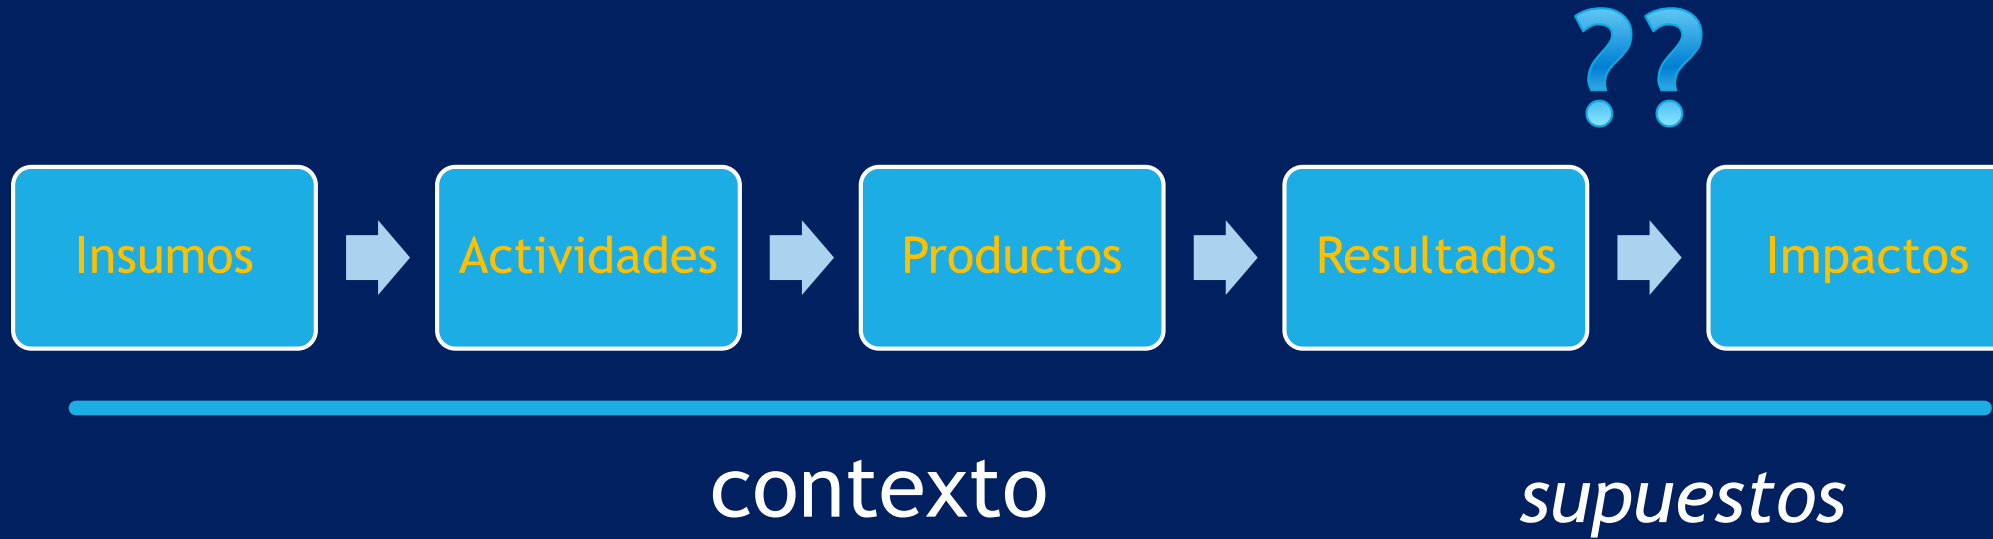 ??
Insumos
Actividades
Productos
Resultados
Impactos
contexto
supuestos